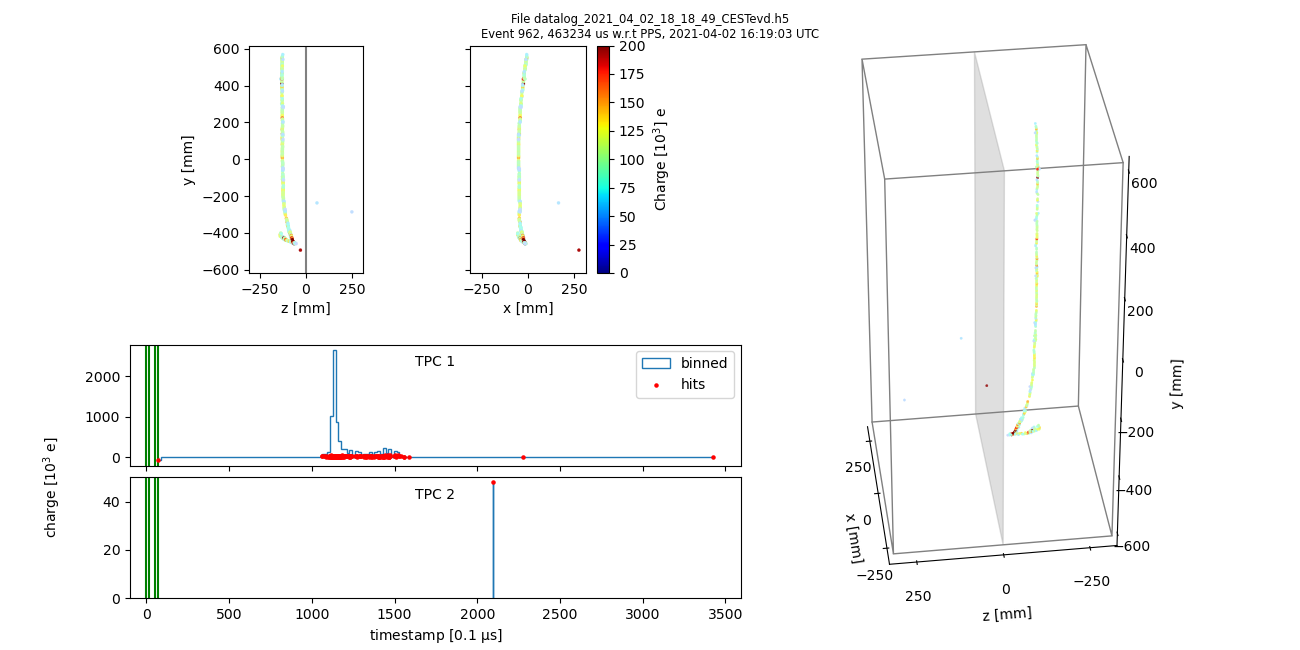 File datalog_2021_04_02_18_18_49_CESTevd.h5
Event 962, 463234 us w.r.t PPS, 2021-04-02 16:19:03 UTC
600
400
200
0
−200
−400
−600
y [mm]
−250 0 250
z [mm]
−250 0 250
x [mm]
200
175
150
125
100
75
50
25
0
Charge [10³] e
TPC 1
binned
hits
2000
1000
0
TPC 2
40
20
0
charge [10³ e]
0 500 1000 1500 2000 2500 3000 3500
timestamp [0.1 μs]
600
400
200
0
−200
−400
−600
y [mm]
250
0
−250
x [mm]
250 0 −250
z [mm]